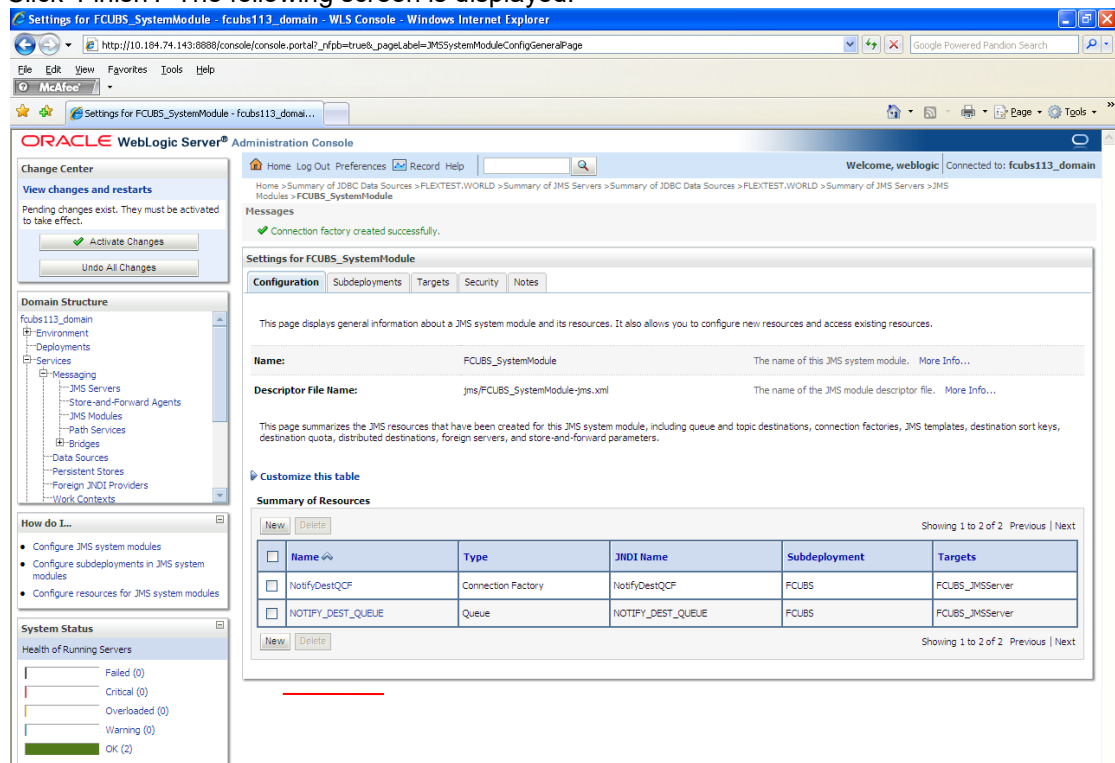 Click 'Finish'. The following screen is displayed.
Settings for FCUBS_SystemModule - fcubs113_domain - WLS Console - Windows Internet Explorer
http://10.184.74.143:8888/console/console.portal?_nfpb=true&_pageLabel=JMSSystemModuleConfigGeneralPage
Google Powered Pandion Search
File Edit View Favorites Tools Help
McAfee
Settings for FCUBS_SystemModule - fcubs113_domai...
Page Tools
ORACLE WebLogic Server® Administration Console
Change Center
View changes and restarts
Pending changes exist. They must be activated
to take effect.
Activate Changes
Undo All Changes
Domain Structure
fcubs113_domain
Environment
Deployments
Services
Messaging
JMS Servers
Store-and-Forward Agents
JMS Modules
Path Services
Bridges
Data Sources
Persistent Stores
Foreign JNDI Providers
Work Contexts
How do I...
Configure JMS system modules
Configure subdeployments in JMS system
modules
Configure resources for JMS system modules
System Status
Health of Running Servers
Failed (0)
Critical (0)
Overloaded (0)
Warning (0)
OK (2)
Home Log Out Preferences Record Help
Welcome, weblogic Connected to: fcubs113_domain
Home >Summary of JDBC Data Sources >FLEXTEST.WORLD >Summary of JMS Servers >Summary of JDBC Data Sources >FLEXTEST.WORLD >Summary of JMS Servers >JMS
Modules >FCUBS_SystemModule
Messages
Connection factory created successfully.
Settings for FCUBS_SystemModule
Configuration Subdeployments Targets Security Notes
This page displays general information about a JMS system module and its resources. It also allows you to configure new resources and access existing resources.
Name: FCUBS_SystemModule The name of this JMS system module. More Info...
Descriptor File Name: jms/FCUBS_SystemModule-jms.xml The name of the JMS module descriptor file. More Info...
This page summarizes the JMS resources that have been created for this JMS system module, including queue and topic destinations, connection factories, JMS templates, destination sort keys,
destination quota, distributed destinations, foreign servers, and store-and-forward parameters.
Customize this table
Summary of Resources
New Delete Showing 1 to 2 of 2 Previous | Next
Name Type JNDI Name Subdeployment Targets
NotifyDestQCF Connection Factory NotifyDestQCF FCUBS FCUBS_JMSServer
NOTIFY_DEST_QUEUE Queue NOTIFY_DEST_QUEUE FCUBS FCUBS_JMSServer
New Delete Showing 1 to 2 of 2 Previous | Next